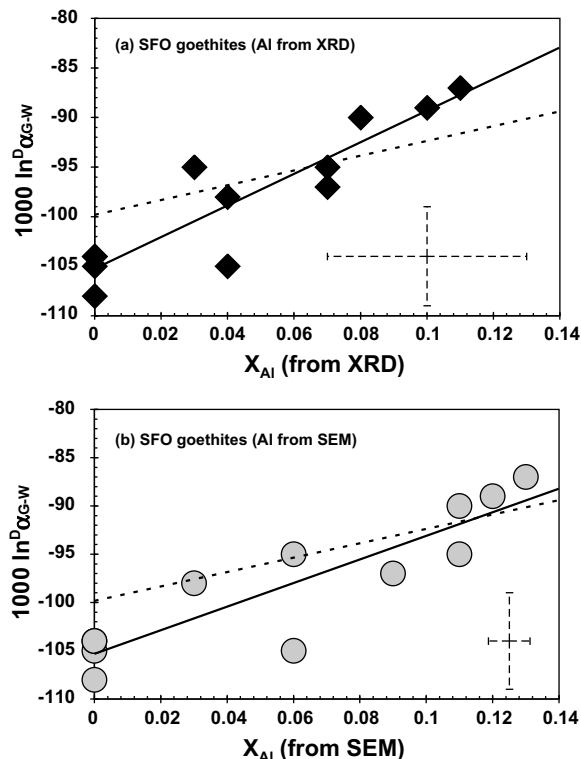 -80
(a) SFO goethites (Al from XRD)
-85
-90
-95
-100
-105
-110
1000 ln^Dα_G-W
0 0.02 0.04 0.06 0.08 0.1 0.12 0.14
X_Al (from XRD)
-80
(b) SFO goethites (Al from SEM)
-85
-90
-95
-100
-105
-110
1000 ln^Dα_G-W
0 0.02 0.04 0.06 0.08 0.1 0.12 0.14
X_Al (from SEM)